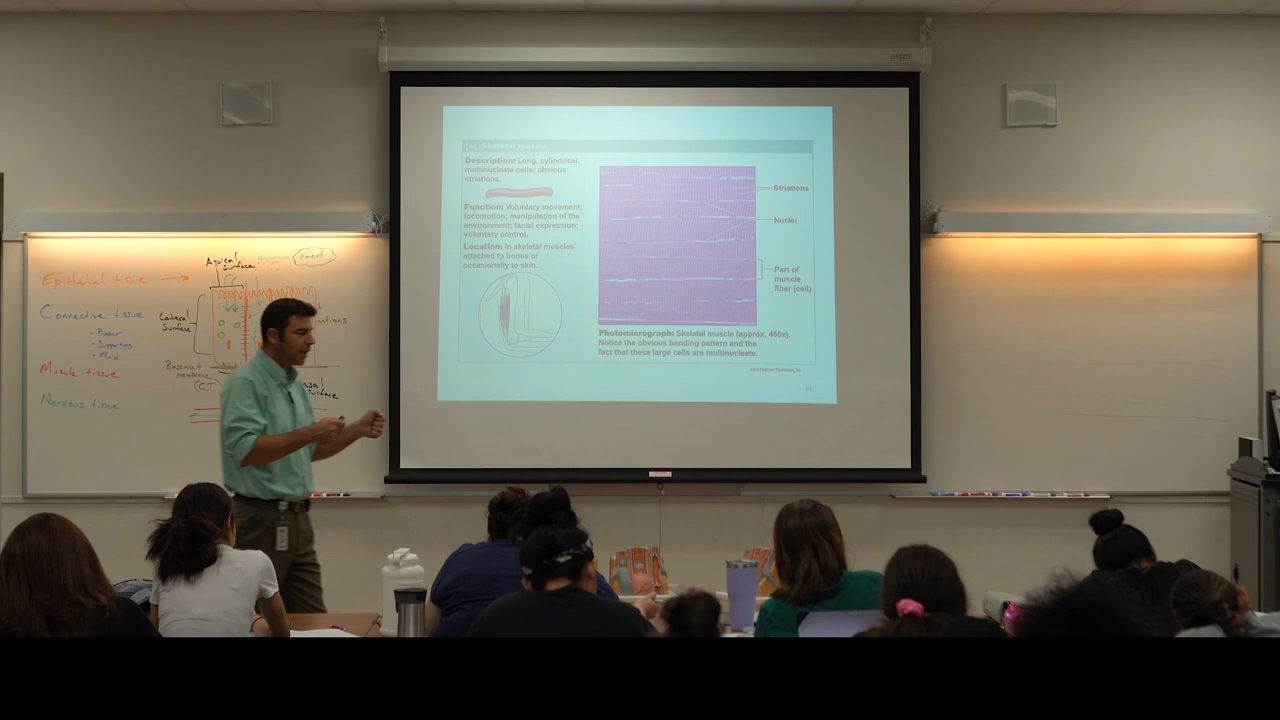 (a) Skeletal muscle
Description: Long, cylindrical,
multinucleate cells; obvious
striations.
Function: Voluntary movement;
locomotion; manipulation of the
environment; facial expression;
voluntary control.
Location: In skeletal muscles
attached to bones or
occasionally to skin.
Striations
Nuclei
Part of
muscle
fiber (cell)
Photomicrograph: Skeletal muscle (approx. 460x).
Notice the obvious banding pattern and the
fact that these large cells are multinucleate.
Epithelial tissue
Connective tissue
- Proper
- Supporting
- Fluid
Muscle tissue
Nervous tissue
Apical
Surface
Food
Lateral
Surface
Basement
membrane
(C.T.
Surface